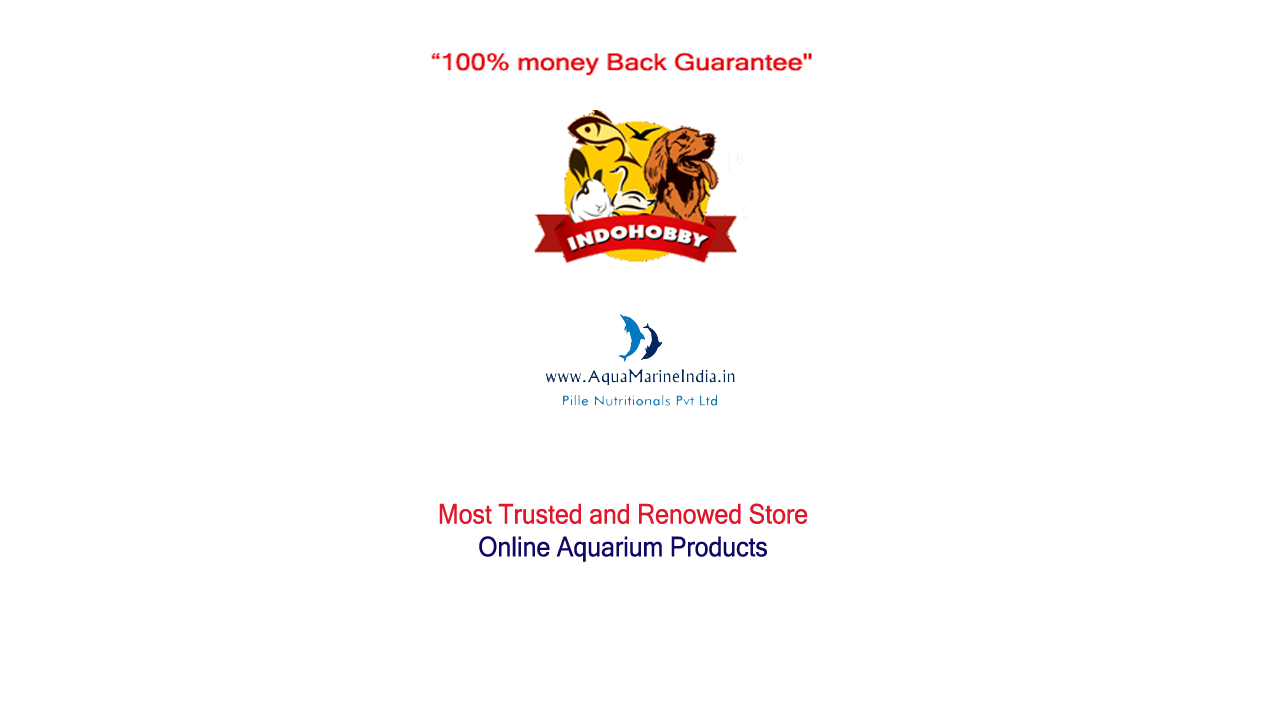 “100% money Back Guarantee"
INDOHOBBY
www.AquaMarineIndia.in
Pille Nutritionals Pvt Ltd
Most Trusted and Renowed Store
Online Aquarium Products